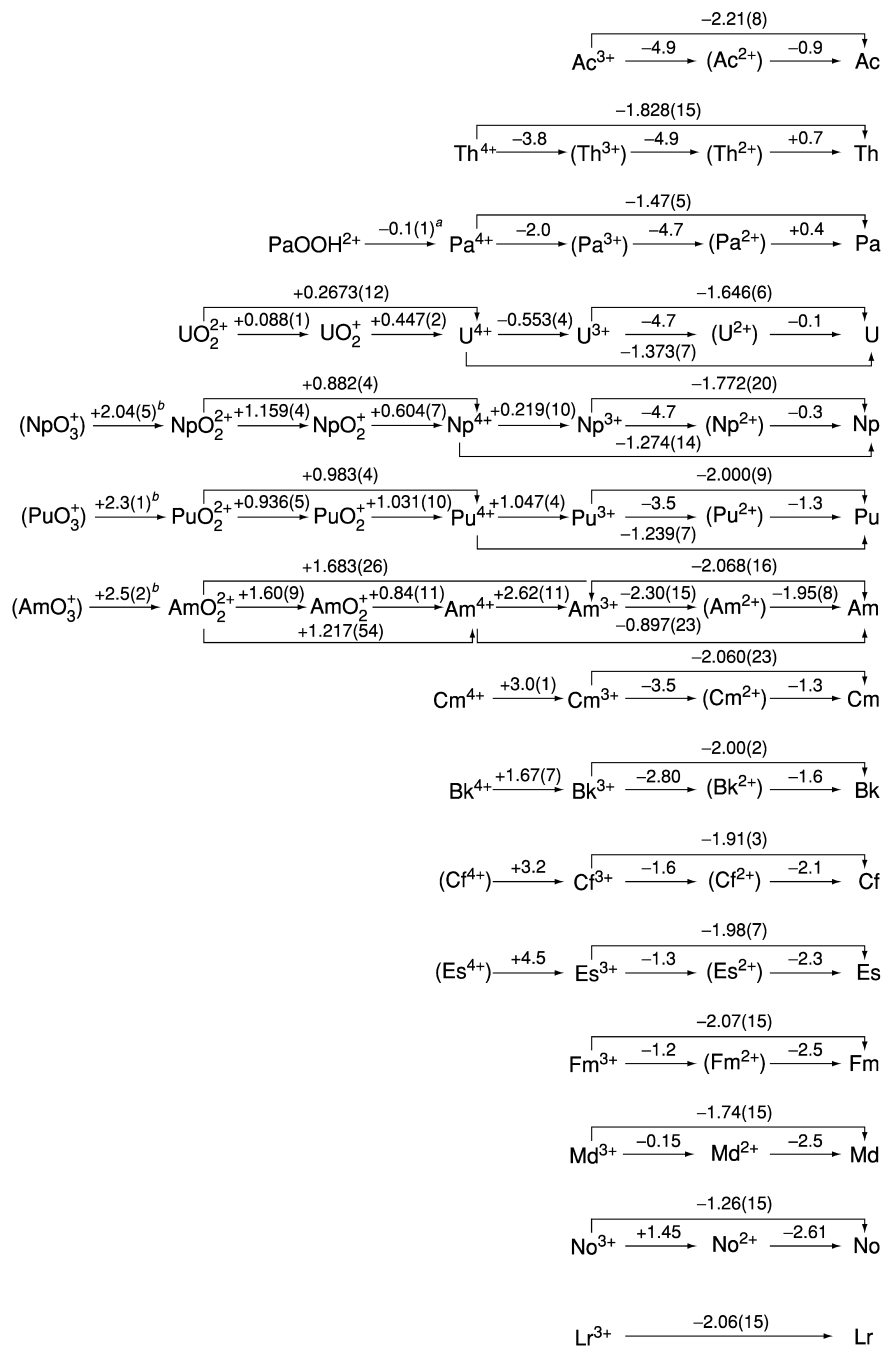 −2.21(8)
Ac³⁺ −4.9 (Ac²⁺) −0.9 Ac
−1.828(15)
Th⁴⁺ −3.8 (Th³⁺) −4.9 (Th²⁺) +0.7 Th
−1.47(5)
PaOOH²⁺ −0.1(1)ᵃ Pa⁴⁺ −2.0 (Pa³⁺) −4.7 (Pa²⁺) +0.4 Pa
+0.2673(12) −1.646(6)
UO₂²⁺ +0.088(1) UO₂⁺ +0.447(2) U⁴⁺ −0.553(4) U³⁺ −4.7 (U²⁺) −0.1 U
−1.373(7)
+0.882(4) −1.772(20)
(NpO₃⁺) +2.04(5)ᵇ NpO₂²⁺ +1.159(4) NpO₂⁺ +0.604(7) Np⁴⁺ +0.219(10) Np³⁺ −4.7 (Np²⁺) −0.3 Np
−1.274(14)
+0.983(4) −2.000(9)
(PuO₃⁺) +2.3(1)ᵇ PuO₂²⁺ +0.936(5) PuO₂⁺ +1.031(10) Pu⁴⁺ +1.047(4) Pu³⁺ −3.5 (Pu²⁺) −1.3 Pu
−1.239(7)
+1.683(26) −2.068(16)
(AmO₃⁺) +2.5(2)ᵇ AmO₂²⁺ +1.60(9) AmO₂⁺ +0.84(11) Am⁴⁺ +2.62(11) Am³⁺ −2.30(15) (Am²⁺) −1.95(8) Am
+1.217(54) −0.897(23)
−2.060(23)
Cm⁴⁺ +3.0(1) Cm³⁺ −3.5 (Cm²⁺) −1.3 Cm
−2.00(2)
Bk⁴⁺ +1.67(7) Bk³⁺ −2.80 (Bk²⁺) −1.6 Bk
−1.91(3)
(Cf⁴⁺) +3.2 Cf³⁺ −1.6 (Cf²⁺) −2.1 Cf
−1.98(7)
(Es⁴⁺) +4.5 Es³⁺ −1.3 (Es²⁺) −2.3 Es
−2.07(15)
Fm³⁺ −1.2 (Fm²⁺) −2.5 Fm
−1.74(15)
Md³⁺ −0.15 Md²⁺ −2.5 Md
−1.26(15)
No³⁺ +1.45 No²⁺ −2.61 No
Lr³⁺ −2.06(15) Lr